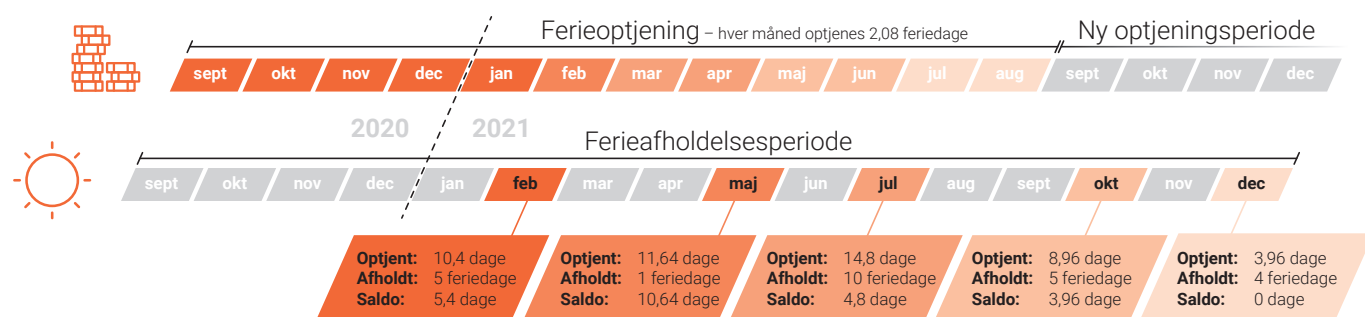 Ferieoptjening – hver måned optjenes 2,08 feriedage
Ny optjeningsperiode
sept okt nov dec jan feb mar apr maj jun jul aug sept okt nov dec
2020 2021
Ferieafholdelsesperiode
sept okt nov dec jan feb mar apr maj jun jul aug sept okt nov dec
Optjent: 10,4 dage
Afholdt: 5 feriedage
Saldo: 5,4 dage
Optjent: 11,64 dage
Afholdt: 1 feriedage
Saldo: 10,64 dage
Optjent: 14,8 dage
Afholdt: 10 feriedage
Saldo: 4,8 dage
Optjent: 8,96 dage
Afholdt: 5 feriedage
Saldo: 3,96 dage
Optjent: 3,96 dage
Afholdt: 4 feriedage
Saldo: 0 dage